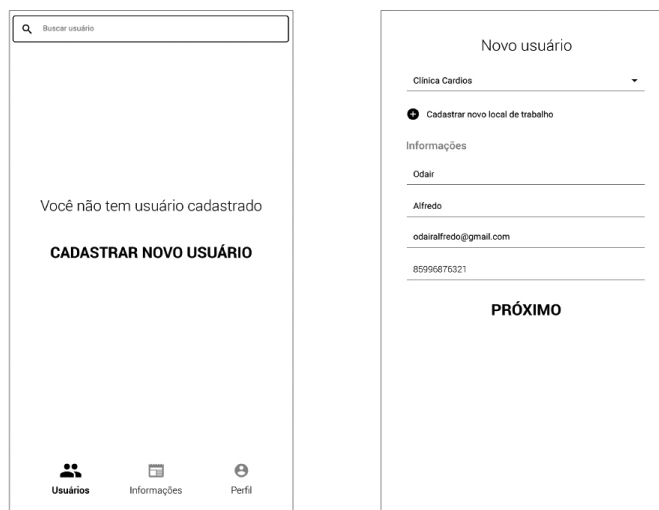 Buscar usuário
Você não tem usuário cadastrado
CADASTRAR NOVO USUÁRIO
Usuários
Informações
Perfil
Novo usuário
Clínica Cardios
Cadastrar novo local de trabalho
Informações
Odair
Alfredo
odairalfredo@gmail.com
85996876321
PRÓXIMO